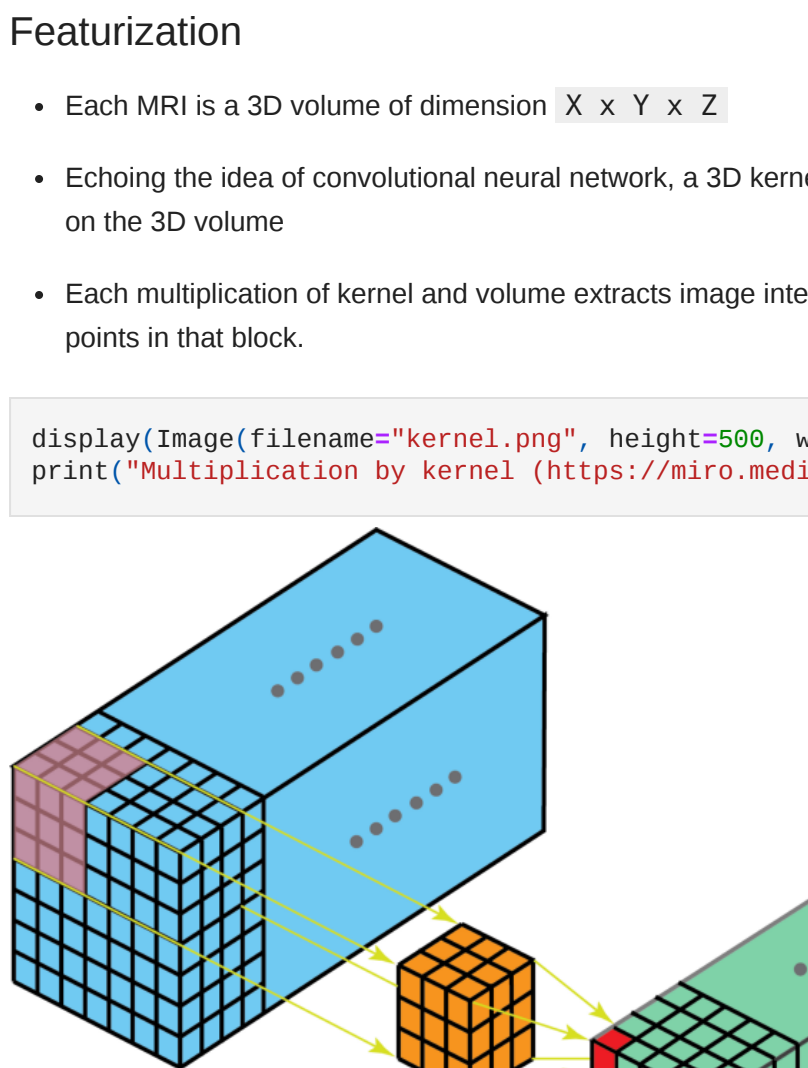 Featurization
Each MRI is a 3D volume of dimension X x Y x Z
Echoing the idea of convolutional neural network, a 3D
on the 3D volume
Each multiplication of kernel and volume extracts image
points in that block.
display(Image(filename="kernel.png", height=500,
print("Multiplication by kernel (https://miro.medi